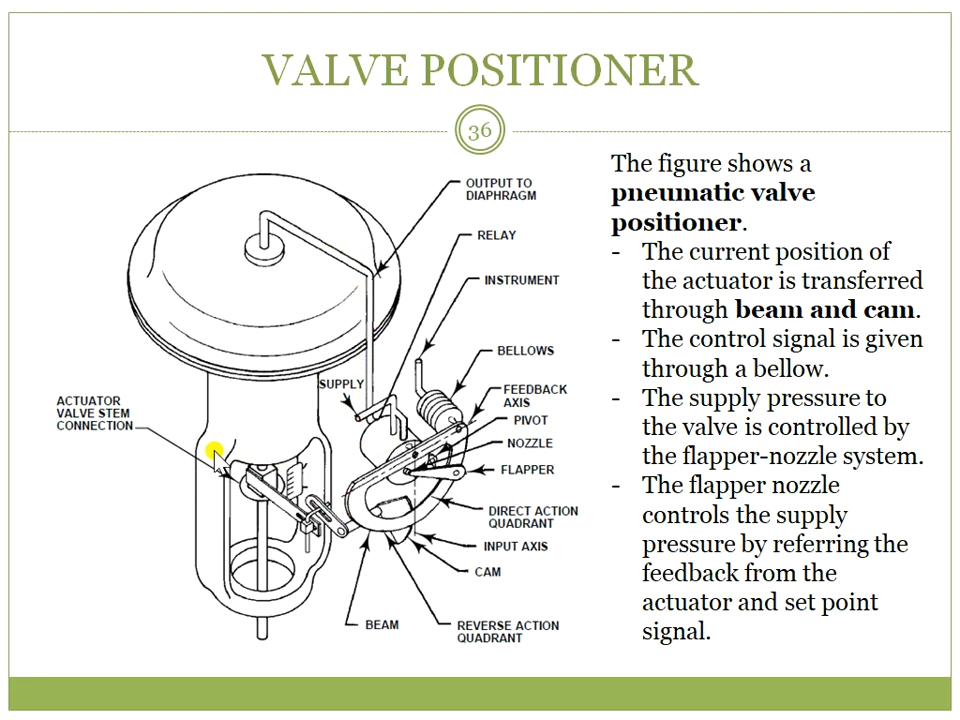 VALVE POSITIONER
36
OUTPUT TO
DIAPHRAGM
RELAY
INSTRUMENT
BELLOWS
SUPPLY
FEEDBACK
AXIS
ACTUATOR
VALVE STEM
CONNECTION
PIVOT
NOZZLE
FLAPPER
DIRECT ACTION
QUADRANT
INPUT AXIS
CAM
BEAM
REVERSE ACTION
QUADRANT
The figure shows a
pneumatic valve
positioner.
- The current position of
the actuator is transferred
through beam and cam.
- The control signal is given
through a bellow.
- The supply pressure to
the valve is controlled by
the flapper-nozzle system.
- The flapper nozzle
controls the supply
pressure by referring the
feedback from the
actuator and set point
signal.